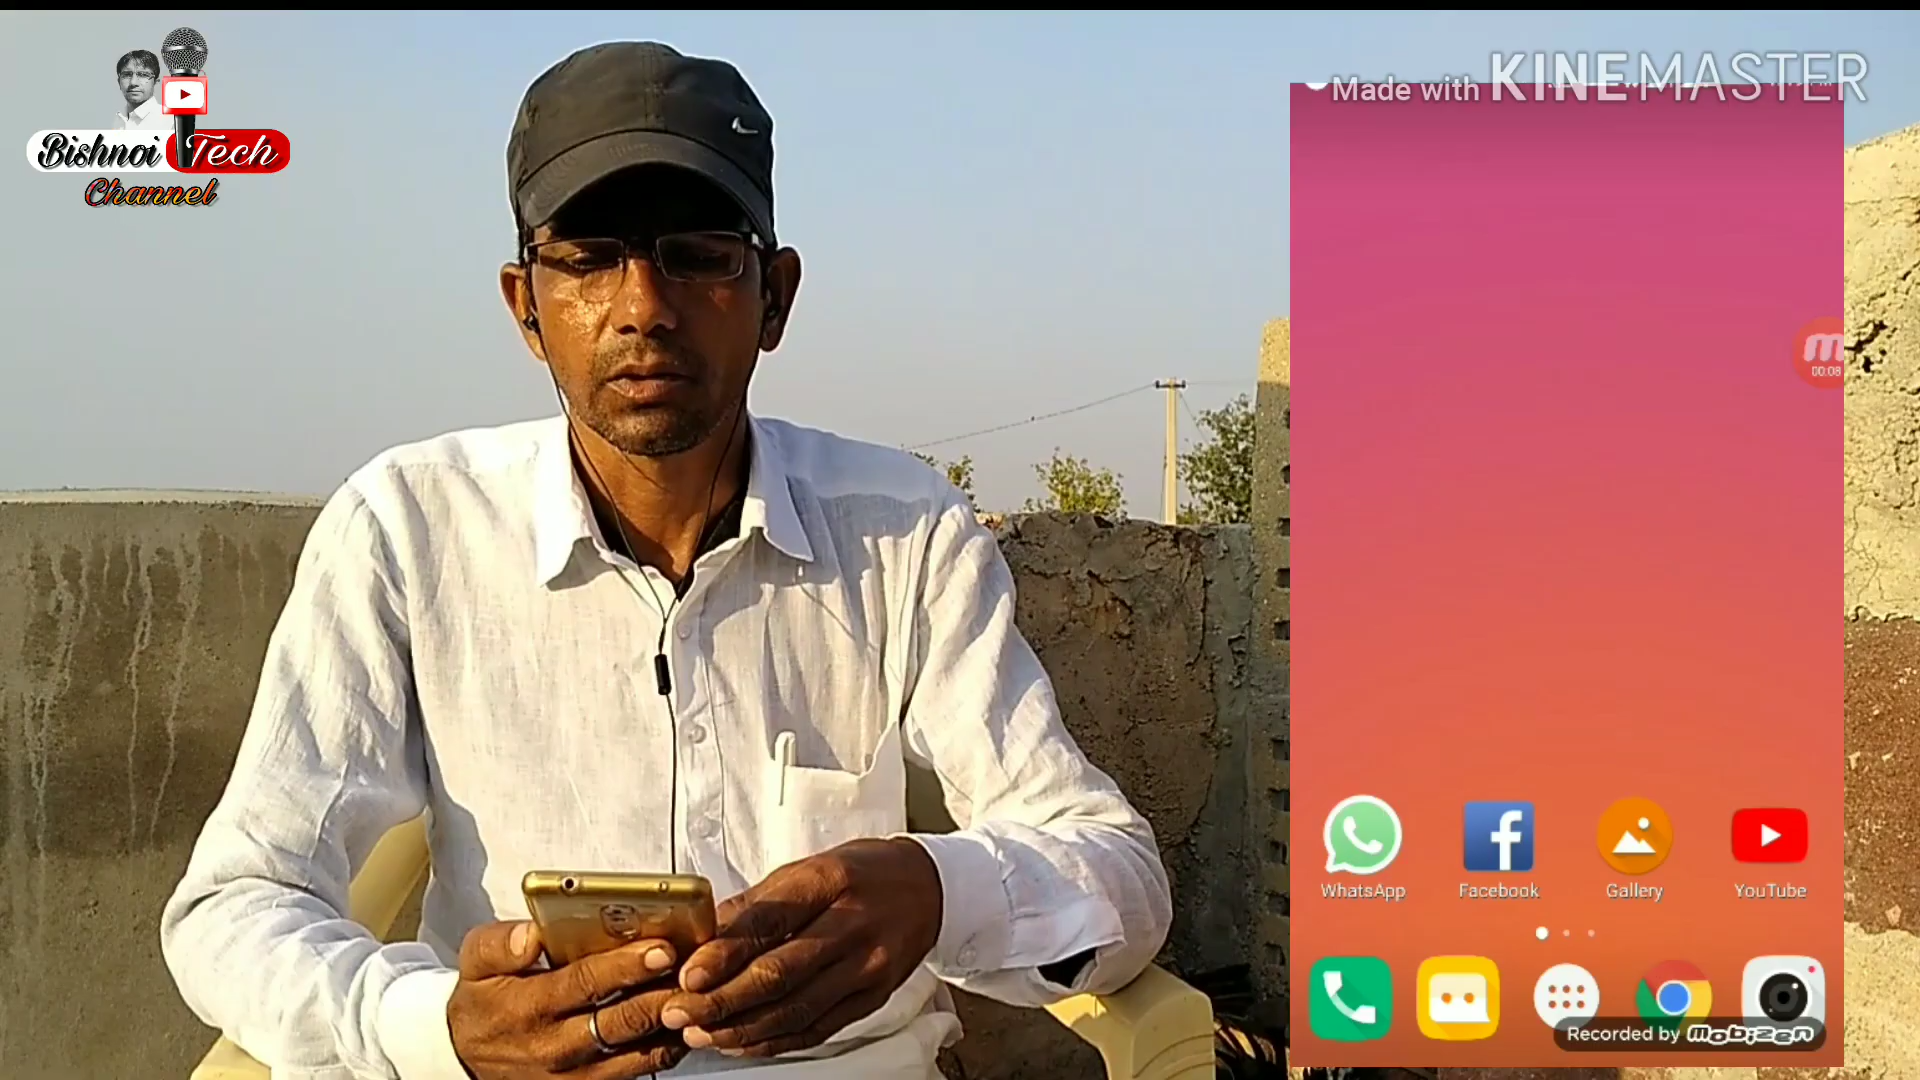 Bishnoi Tech
Channel
Made with KINEMASTER
00:08
WhatsApp
Facebook
Gallery
YouTube
Recorded by mobizen